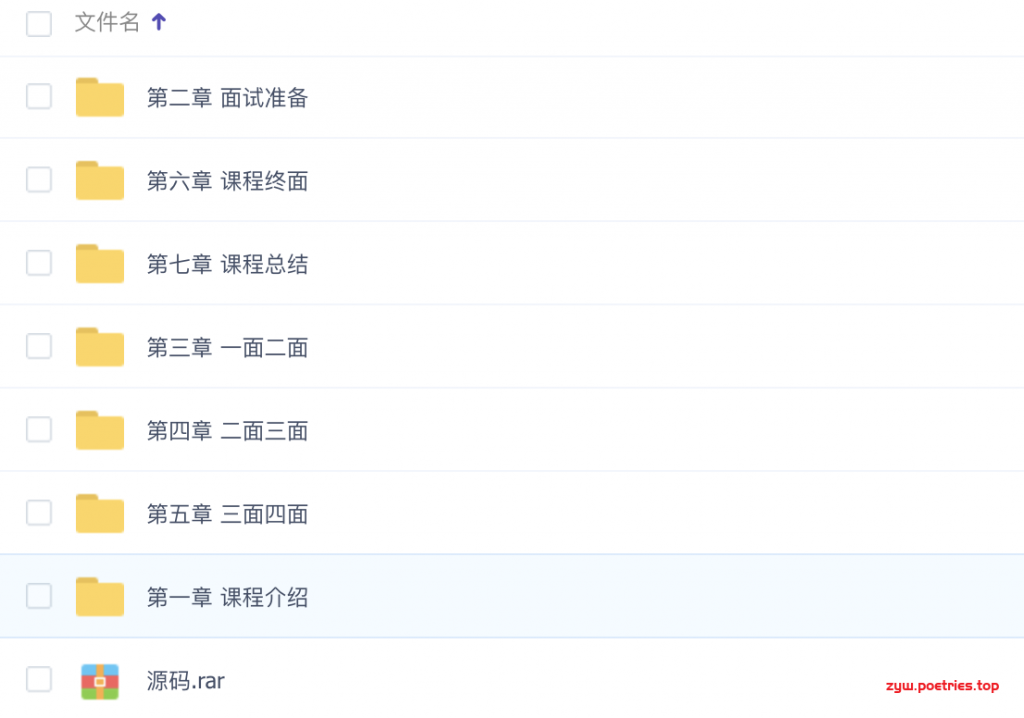 文件名
第二章 面试准备
第六章 课程终面
第七章 课程总结
第三章 一面二面
第四章 二面三面
第五章 三面四面
第一章 课程介绍
源码.rar
zyw.poetries.top